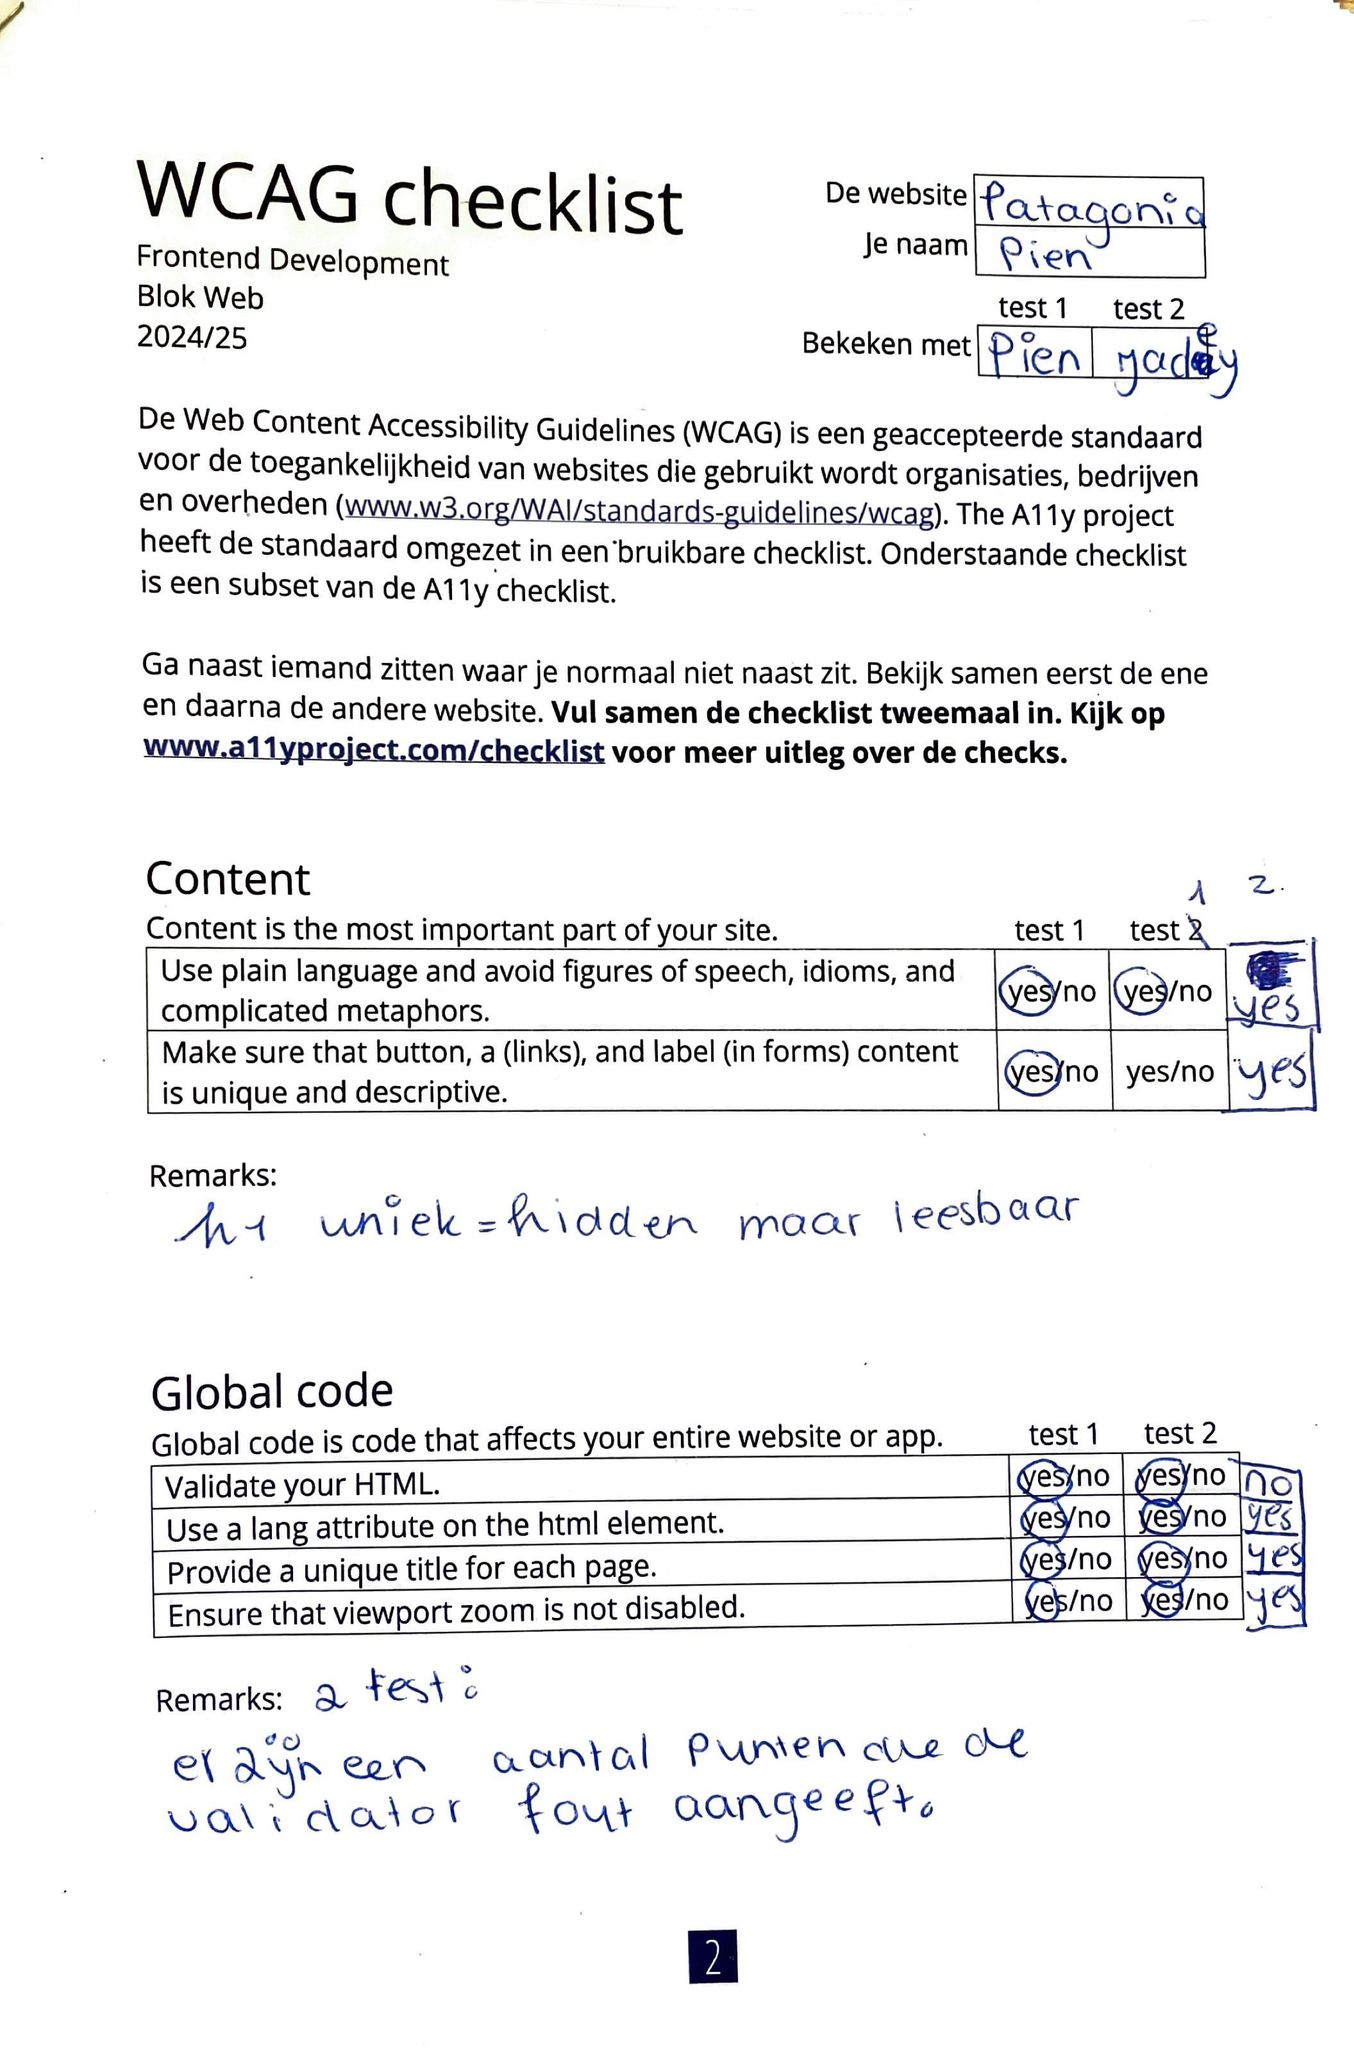 WCAG checklist
Frontend Development
Blok Web
2024/25
De website Patagonia
Je naam Pien
test 1 test 2
Bekeken met Pien
De Web Content Accessibility Guidelines (WCAG) is een geaccepteerde standaard
voor de toegankelijkheid van websites die gebruikt wordt organisaties, bedrijven
en overheden (www.w3.org/WAI/standards-guidelines/wcag). The A11y project
heeft de standaard omgezet in een bruikbare checklist. Onderstaande checklist
is een subset van de A11y checklist.
Ga naast iemand zitten waar je normaal niet naast zit. Bekijk samen eerst de ene
en daarna de andere website. Vul samen de checklist tweemaal in. Kijk op
www.a11yproject.com/checklist voor meer uitleg over de checks.
Content
1 2.
Content is the most important part of your site. test 1 test 2
Use plain language and avoid figures of speech, idioms, and
complicated metaphors. yes/no yes/no yes
Make sure that button, a (links), and label (in forms) content
is unique and descriptive. yes/no yes/no yes
Remarks:
h1 uniek = hidden maar leesbaar
Global code
Global code is code that affects your entire website or app. test 1 test 2
Validate your HTML. yes/no yes/no no
Use a lang attribute on the html element. yes/no yes/no yes
Provide a unique title for each page. yes/no yes/no yes
Ensure that viewport zoom is not disabled. yes/no yes/no yes
Remarks: 2 test:
er zijn een aantal punten die de
validator fout aangeeft.
2